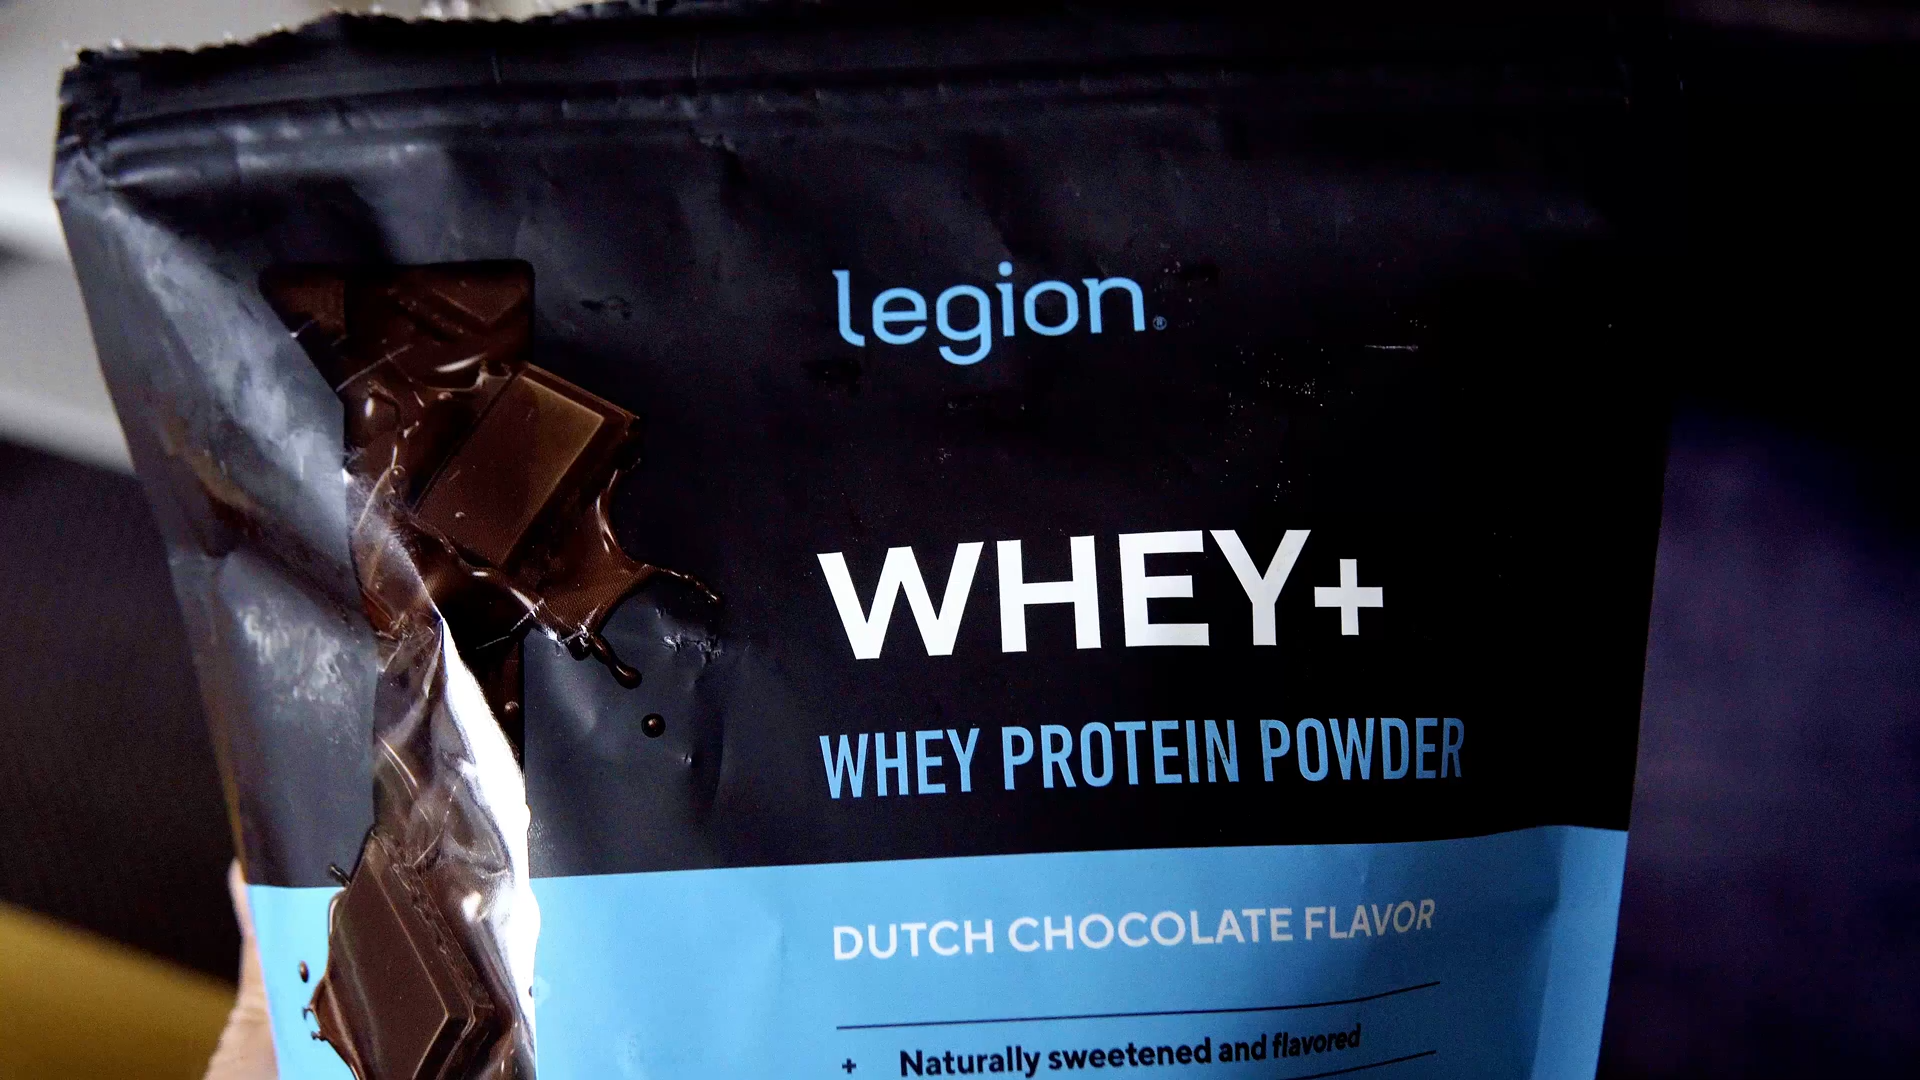 legion®
WHEY+
WHEY PROTEIN POWDER
DUTCH CHOCOLATE FLAVOR
+ Naturally sweetened and flavored